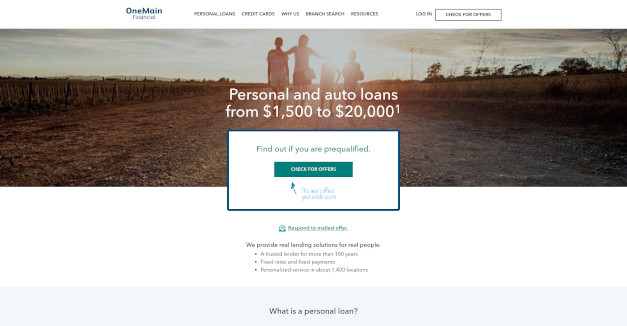 OneMain
Financial.
PERSONAL LOANS CREDIT CARDS WHY US BRANCH SEARCH RESOURCES LOG IN CHECK FOR OFFERS
Personal and auto loans
from $1,500 to $20,000¹
Find out if you are prequalified.
CHECK FOR OFFERS
This won't affect
your credit score
Respond to mailed offer.
We provide real lending solutions for real people.
• A trusted lender for more than 100 years
• Fixed rates and fixed payments
• Personalized service in about 1,400 locations
What is a personal loan?